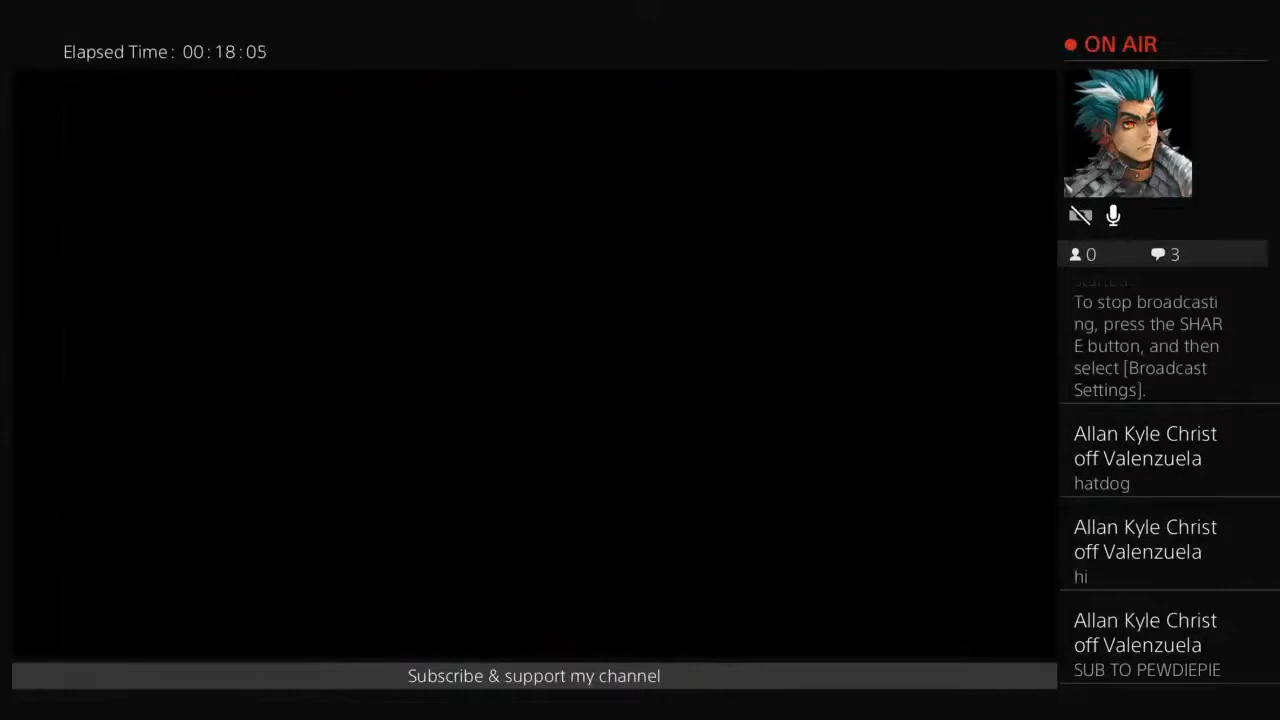 Elapsed Time: 00:18:05
ON AIR
0
3
To stop broadcasti
ng, press the SHAR
E button, and then
select [Broadcast
Settings].
Allan Kyle Christ
off Valenzuela
hatdog
Allan Kyle Christ
off Valenzuela
hi
Allan Kyle Christ
off Valenzuela
SUB TO PEWDIEPIE
Subscribe & support my channel